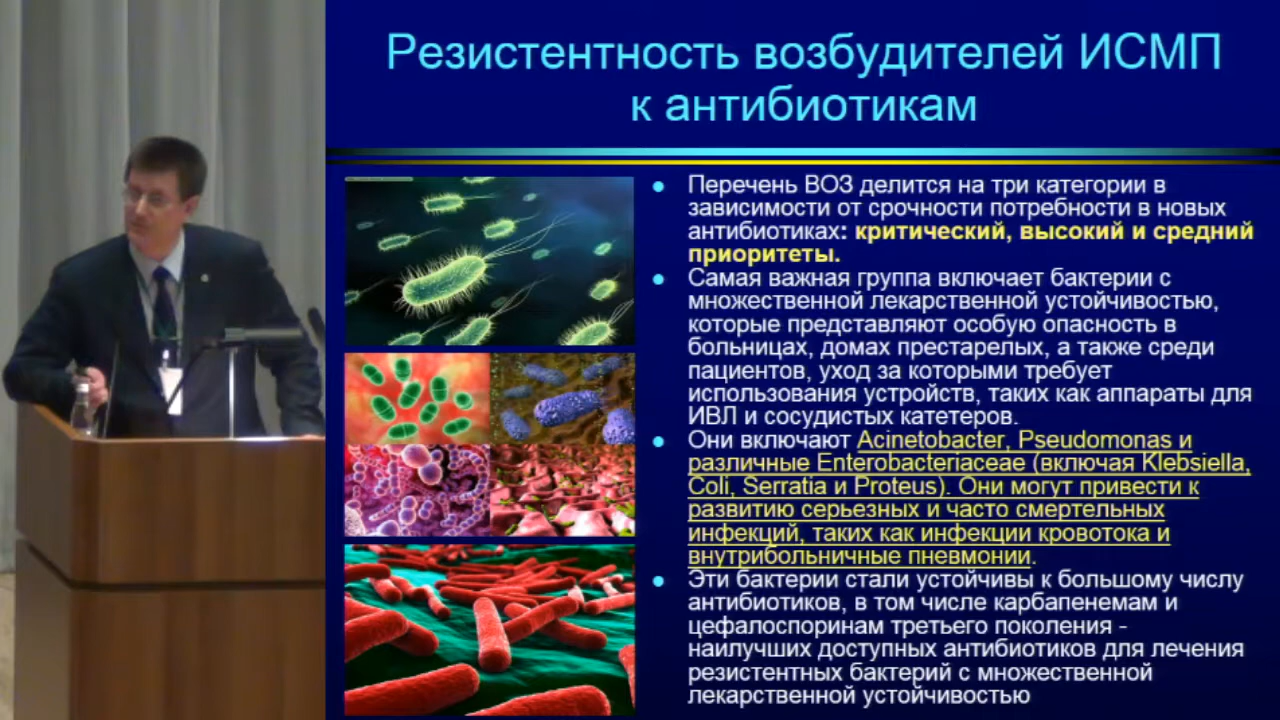 Резистентность возбудителей ИСМП
к антибиотикам
Перечень ВОЗ делится на три категории в
зависимости от срочности потребности в новых
антибиотиках: критический, высокий и средний
приоритеты.
Самая важная группа включает бактерии с
множественной лекарственной устойчивостью,
которые представляют особую опасность в
больницах, домах престарелых, а также среди
пациентов, уход за которыми требует
использования устройств, таких как аппараты для
ИВЛ и сосудистых катетеров.
Они включают Acinetobacter, Pseudomonas и
различные Enterobacteriaceae (включая Klebsiella,
Coli, Serratia и Proteus). Они могут привести к
развитию серьезных и часто смертельных
инфекций, таких как инфекции кровотока и
внутрибольничные пневмонии.
Эти бактерии стали устойчивы к большому числу
антибиотиков, в том числе карбапенемам и
цефалоспоринам третьего поколения -
наилучших доступных антибиотиков для лечения
резистентных бактерий с множественной
лекарственной устойчивостью